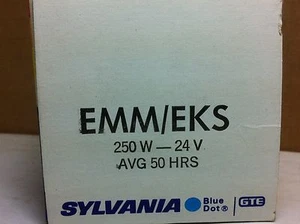 EMM/EKS
250 W — 24 V
AVG 50 HRS
SYLVANIA Blue Dot® GTE